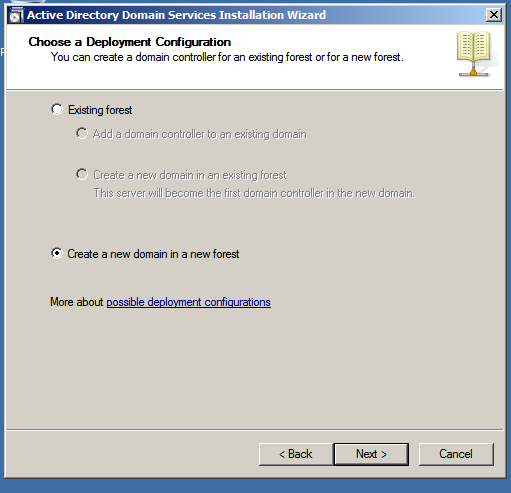 Active Directory Domain Services Installation Wizard
Choose a Deployment Configuration
You can create a domain controller for an existing forest or for a new forest.
Existing forest
Add a domain controller to an existing domain
Create a new domain in an existing forest
This server will become the first domain controller in the new domain.
Create a new domain in a new forest
More about possible deployment configurations
< Back Next > Cancel